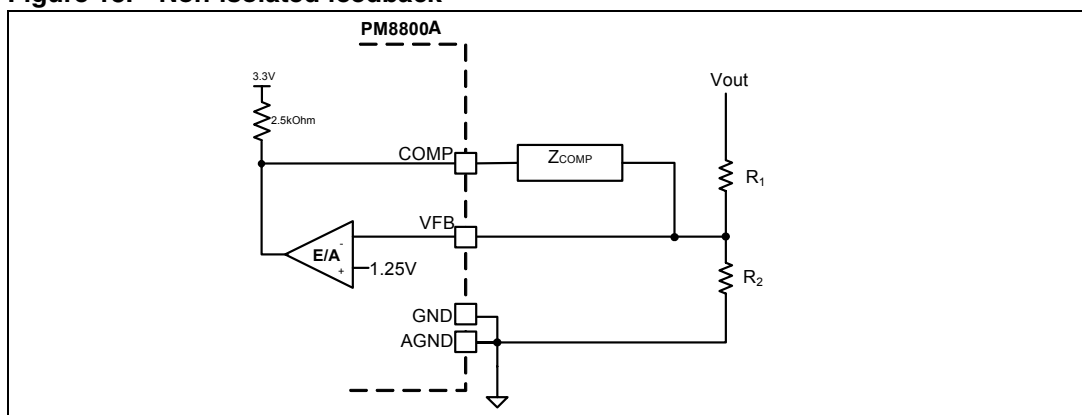 Figure 18. Non-isolated feedback
PM8800A
3.3V
2.5kOhm
COMP
ZCOMP
Vout
R1
VFB
E/A
-
+
1.25V
R2
GND
AGND